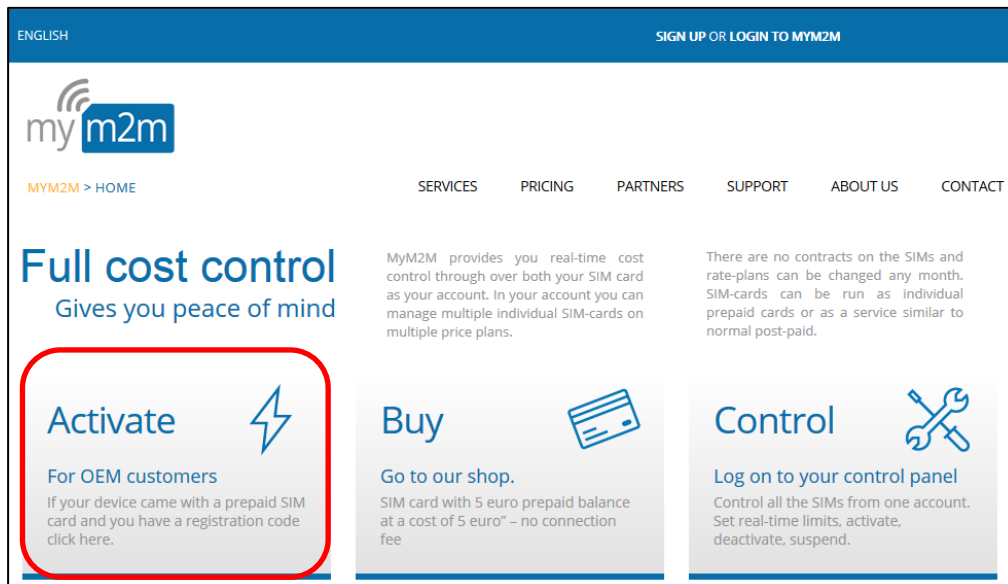 ENGLISH
SIGN UP OR LOGIN TO MYM2M
my m2m
MYM2M > HOME
SERVICES PRICING PARTNERS SUPPORT ABOUT US CONTACT
Full cost control
Gives you peace of mind
MyM2M provides you real-time cost
control through over both your SIM card
as your account. In your account you can
manage multiple individual SIM-cards on
multiple price plans.
There are no contracts on the SIMs and
rate-plans can be changed any month.
SIM-cards can be run as individual
prepaid cards or as a service similar to
normal post-paid.
Activate
For OEM customers
If your device came with a prepaid SIM
card and you have a registration code
click here.
Buy
Go to our shop.
SIM card with 5 euro prepaid balance
at a cost of 5 euro” – no connection
fee
Control
Log on to your control panel
Control all the SIMs from one account.
Set real-time limits, activate,
deactivate, suspend.